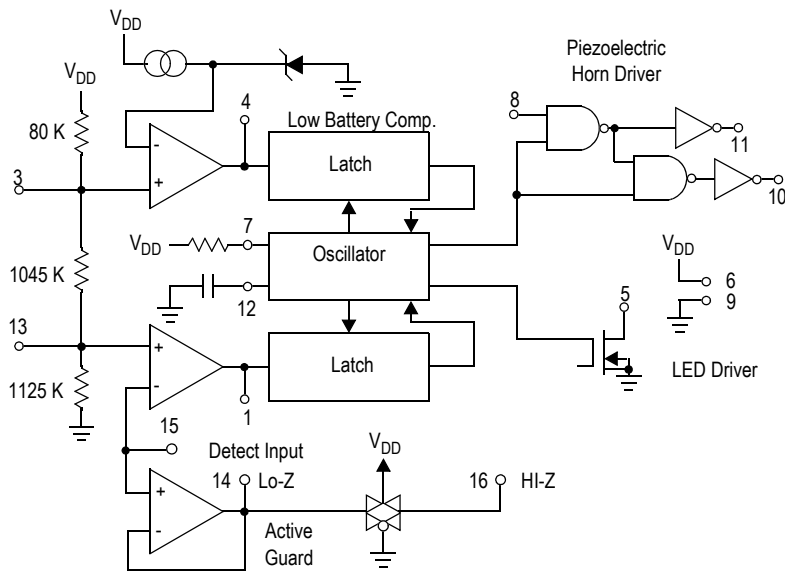 VDD
Piezoelectric
Horn Driver
VDD
4
8
Low Battery Comp.
80 K
-
Latch
11
3
+
10
7
VDD
Oscillator
VDD
1045 K
6
12
5
9
13
+
Latch
LED Driver
1125 K
-
1
15
VDD
Detect Input
14 Lo-Z
16 HI-Z
+
-
Active
Guard